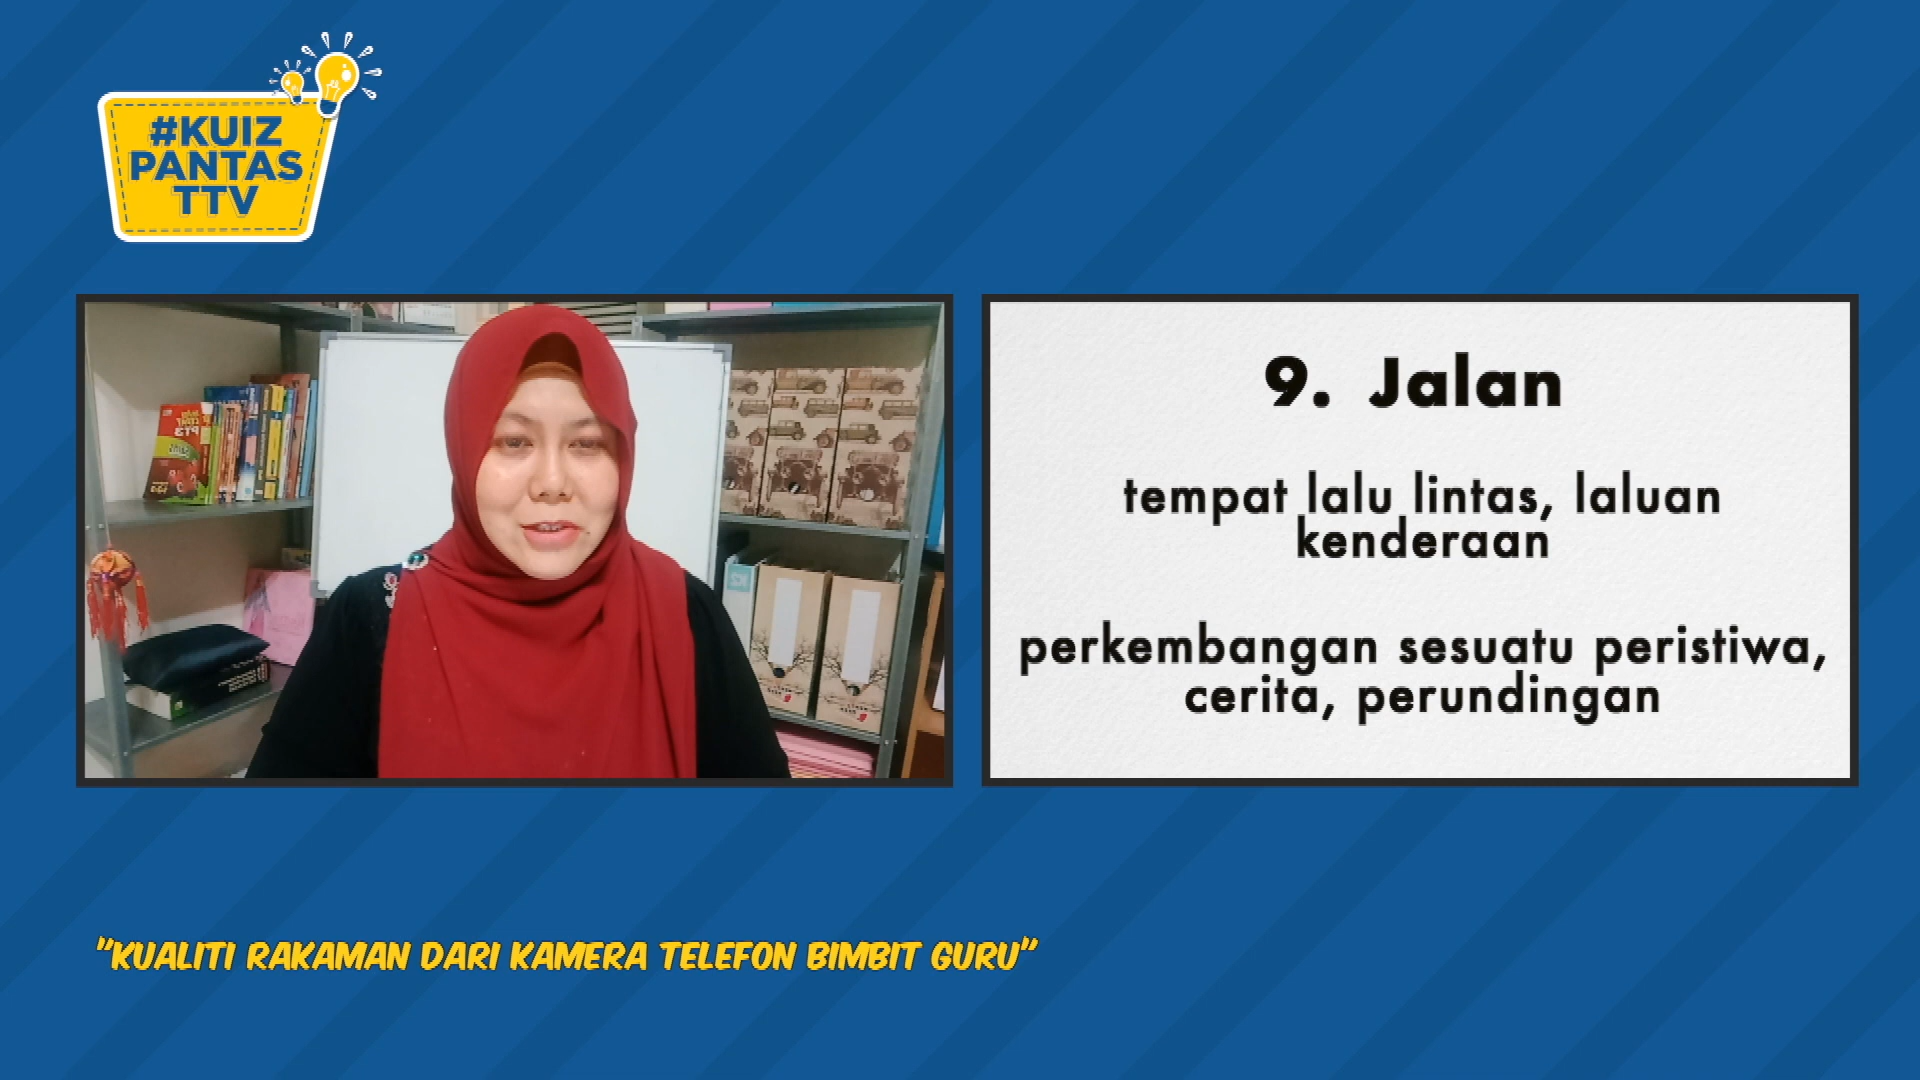 #KUIZ
PANTAS
TTV
9. Jalan
tempat lalu lintas, laluan
kenderaan
perkembangan sesuatu peristiwa,
cerita, perundingan
"KUALITI RAKAMAN DARI KAMERA TELEFON BIMBIT GURU"